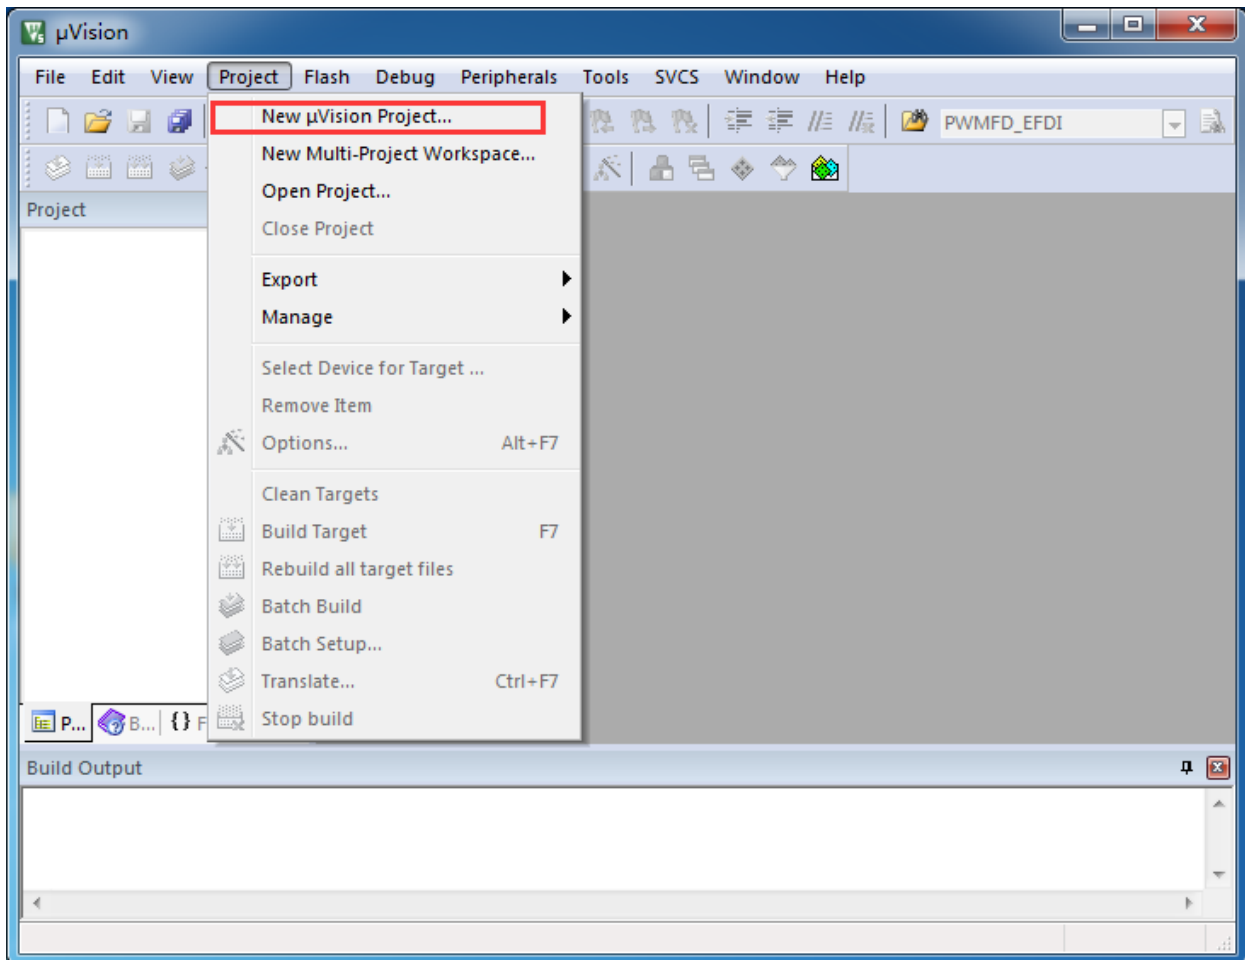 µVision
File Edit View Project Flash Debug Peripherals Tools SVCS Window Help
PWMFD_EFDI
New µVision Project...
New Multi-Project Workspace...
Open Project...
Close Project
Export
Manage
Select Device for Target ...
Remove Item
Options... Alt+F7
Clean Targets
Build Target F7
Rebuild all target files
Batch Build
Batch Setup...
Translate... Ctrl+F7
Stop build
Project
P... B... {} F
Build Output